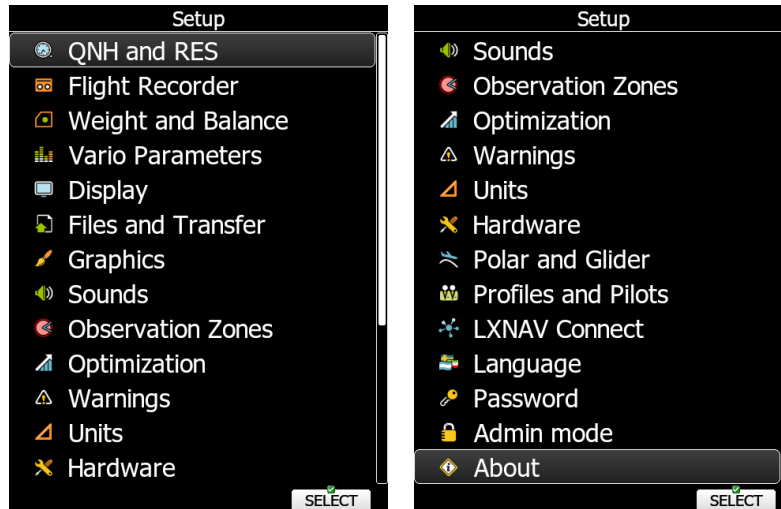 Setup
QNH and RES
Flight Recorder
Weight and Balance
Vario Parameters
Display
Files and Transfer
Graphics
Sounds
Observation Zones
Optimization
Warnings
Units
Hardware
SELECT
Setup
Sounds
Observation Zones
Optimization
Warnings
Units
Hardware
Polar and Glider
Profiles and Pilots
LXNAV Connect
Language
Password
Admin mode
About
SELECT